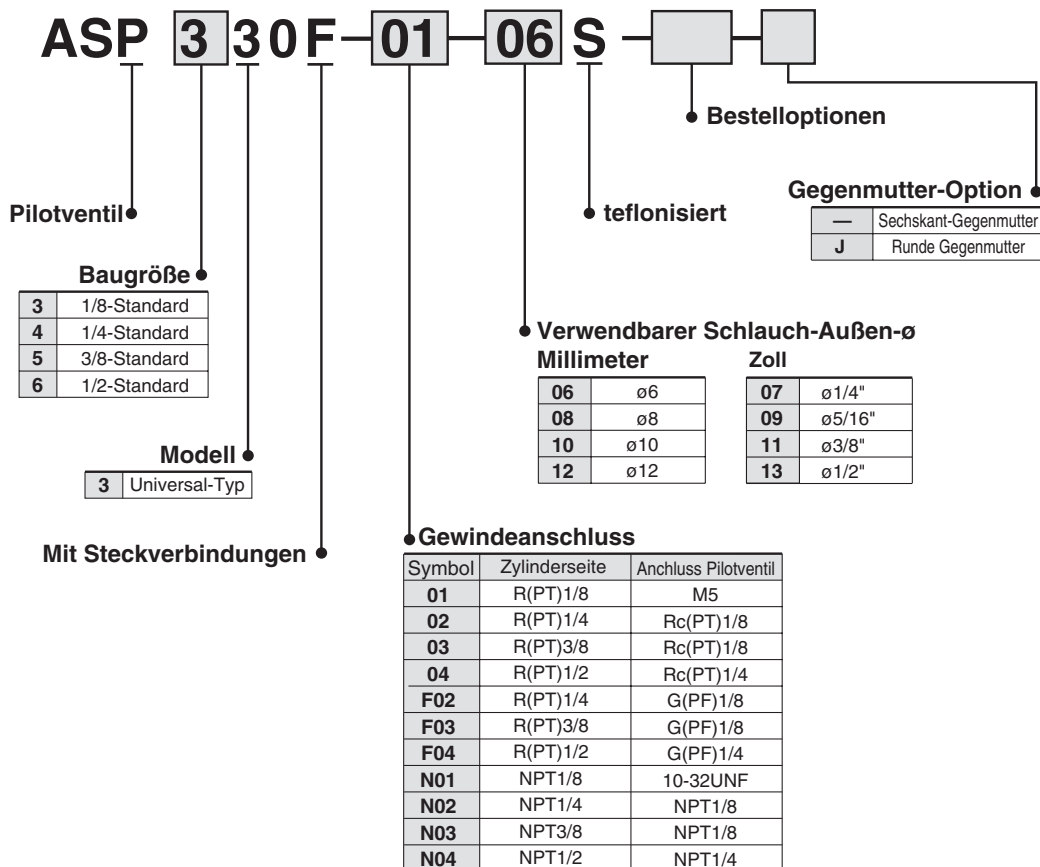 ASP 3 3 0 F — 01 — 06 S —
Bestelloptionen
Gegenmutter-Option
— Sechskant-Gegenmutter
J Runde Gegenmutter
Pilotventil
teflonisiert
Baugröße
3 1/8-Standard
4 1/4-Standard
5 3/8-Standard
6 1/2-Standard
Verwendbarer Schlauch-Außen-ø
Millimeter
06 ø6
08 ø8
10 ø10
12 ø12
Zoll
07 ø1/4"
09 ø5/16"
11 ø3/8"
13 ø1/2"
Modell
3 Universal-Typ
Mit Steckverbindungen
Gewindeanschluss
Symbol Zylinderseite Anchluss Pilotventil
01 R(PT)1/8 M5
02 R(PT)1/4 Rc(PT)1/8
03 R(PT)3/8 Rc(PT)1/8
04 R(PT)1/2 Rc(PT)1/4
F02 R(PT)1/4 G(PF)1/8
F03 R(PT)3/8 G(PF)1/8
F04 R(PT)1/2 G(PF)1/4
N01 NPT1/8 10-32UNF
N02 NPT1/4 NPT1/8
N03 NPT3/8 NPT1/8
N04 NPT1/2 NPT1/4